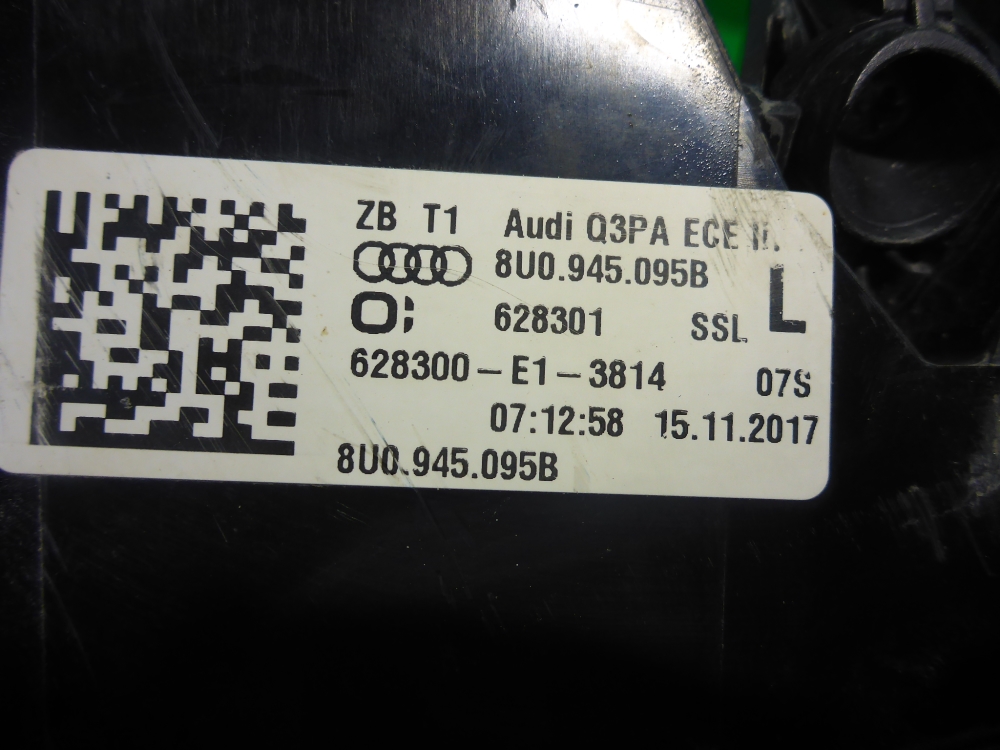 ZB T1 Audi Q3PA ECE
8U0.945.095B
L
628301 SSL
628300-E1-3814 07S
07:12:58 15.11.2017
8U0.945.095B